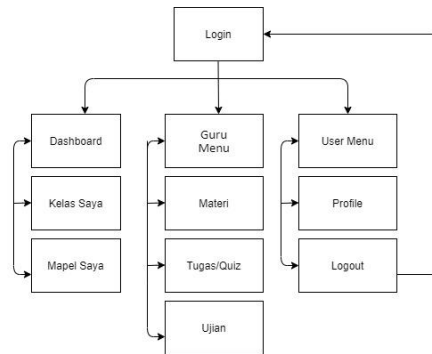 Login
Dashboard
Guru
Menu
User Menu
Kelas Saya
Materi
Profile
Mapel Saya
Tugas/Quiz
Logout
Ujian